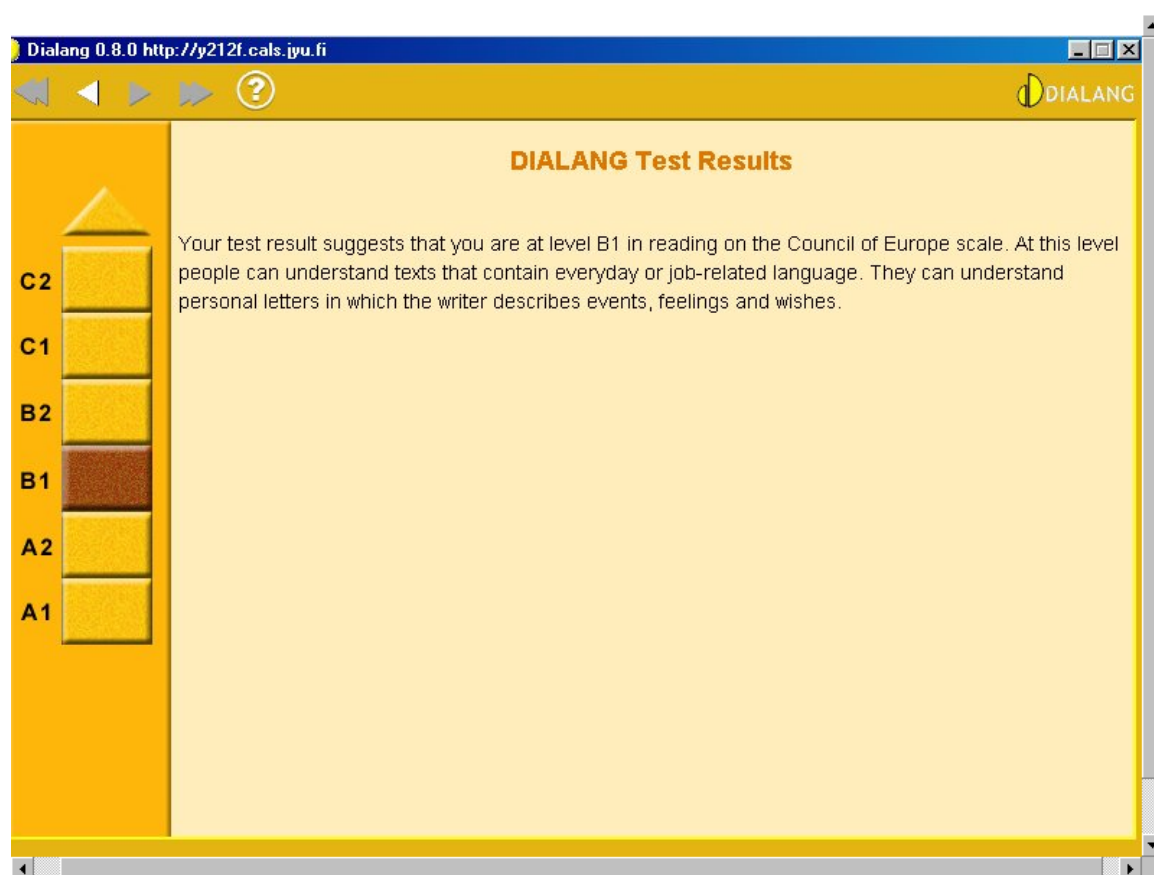 Dialang 0.8.0 http://y212f.cals.jyu.fi
?
DIALANG
DIALANG Test Results
Your test result suggests that you are at level B1 in reading on the Council of Europe scale. At this level
people can understand texts that contain everyday or job-related language. They can understand
personal letters in which the writer describes events, feelings and wishes.
C2
C1
B2
B1
A2
A1